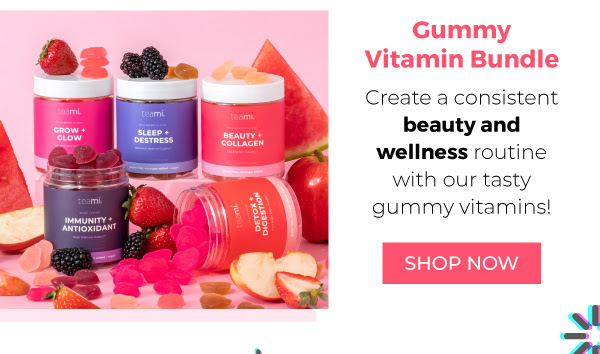 Gummy
Vitamin Bundle
Create a consistent
beauty and
wellness routine
with our tasty
gummy vitamins!
SHOP NOW
teami.
GROW +
GLOW
teami.
SLEEP +
DESTRESS
teami.
BEAUTY +
COLLAGEN
teami.
IMMUNITY +
ANTIOXIDANT
teami.
DETOX +
DIGESTION